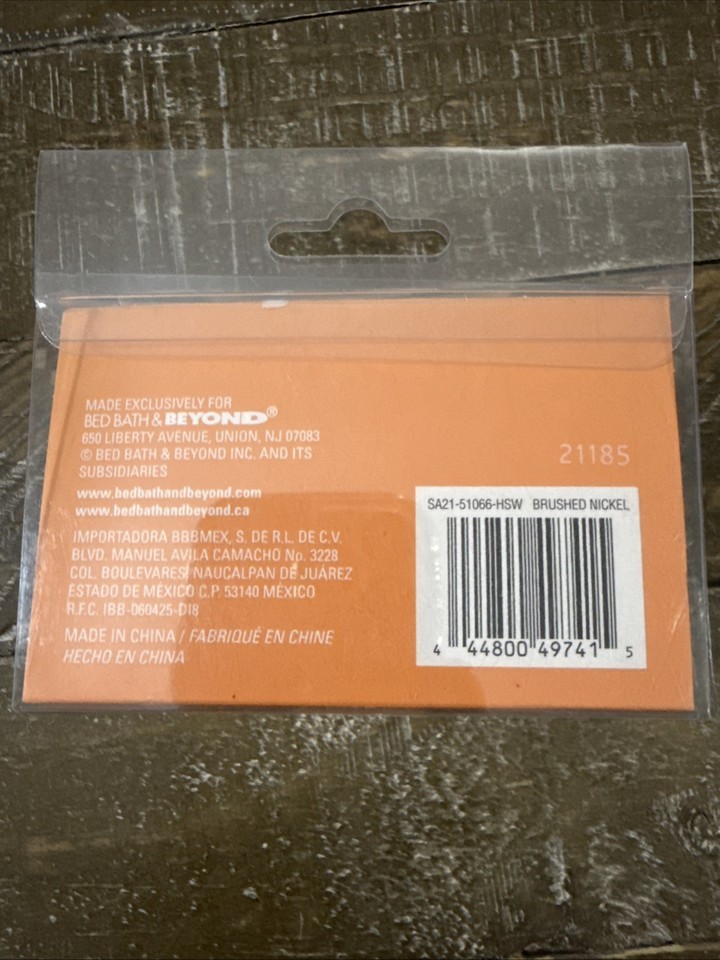 MADE EXCLUSIVELY FOR
BED BATH & BEYOND®
650 LIBERTY AVENUE, UNION, NJ 07083
© BED BATH & BEYOND INC. AND ITS
SUBSIDIARIES
www.bedbathandbeyond.com
www.bedbathandbeyond.ca
IMPORTADORA BBBMEX, S. DE R.L. DE C.V.
BLVD. MANUEL AVILA CAMACHO No. 3228
COL. BOULEVARES, NAUCALPAN DE JUÁREZ
ESTADO DE MÉXICO C.P. 53140 MÉXICO
R.F.C. IBB-060425-DI8
MADE IN CHINA / FABRIQUÉ EN CHINE
HECHO EN CHINA
21185
SA21-51066-HSW BRUSHED NICKEL
4 44800 49741 5